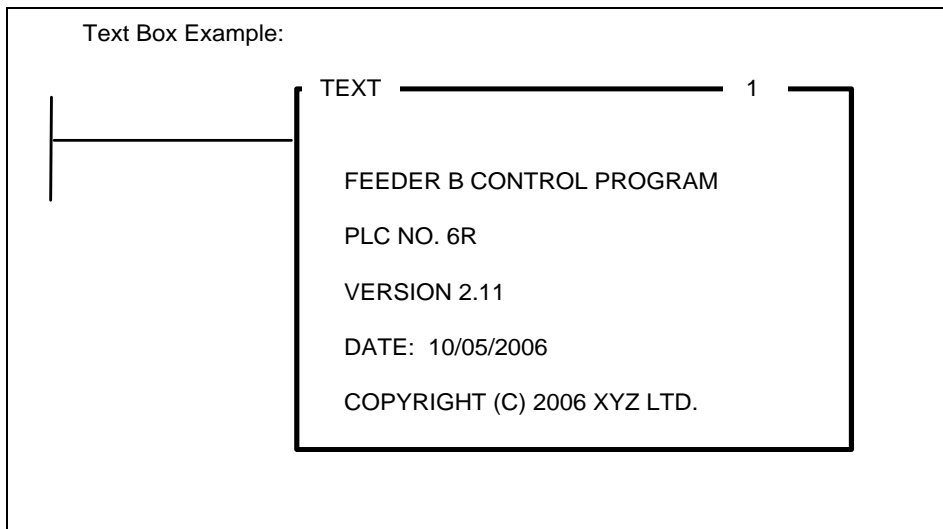 Text Box Example:
TEXT 1
FEEDER B CONTROL PROGRAM
PLC NO. 6R
VERSION 2.11
DATE:  10/05/2006
COPYRIGHT (C) 2006 XYZ LTD.